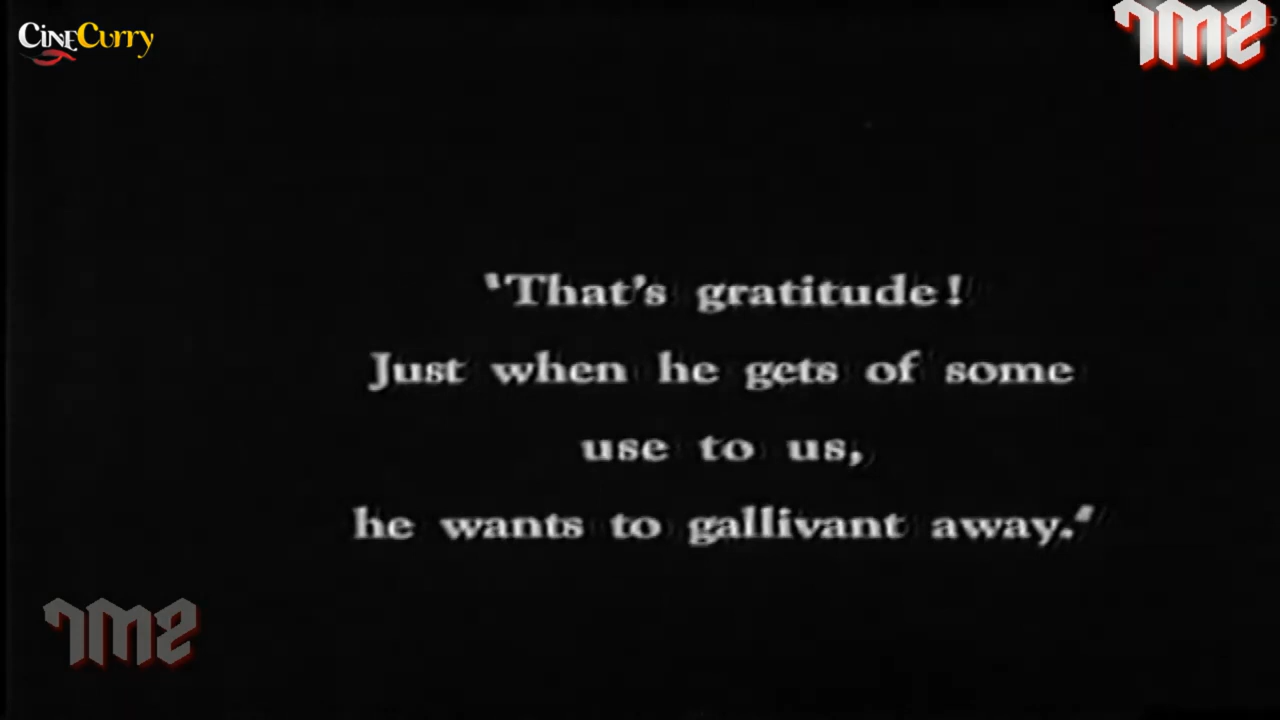 CineCurry
"That's gratitude!
Just when he gets of some
use to us,
he wants to gallivant away."